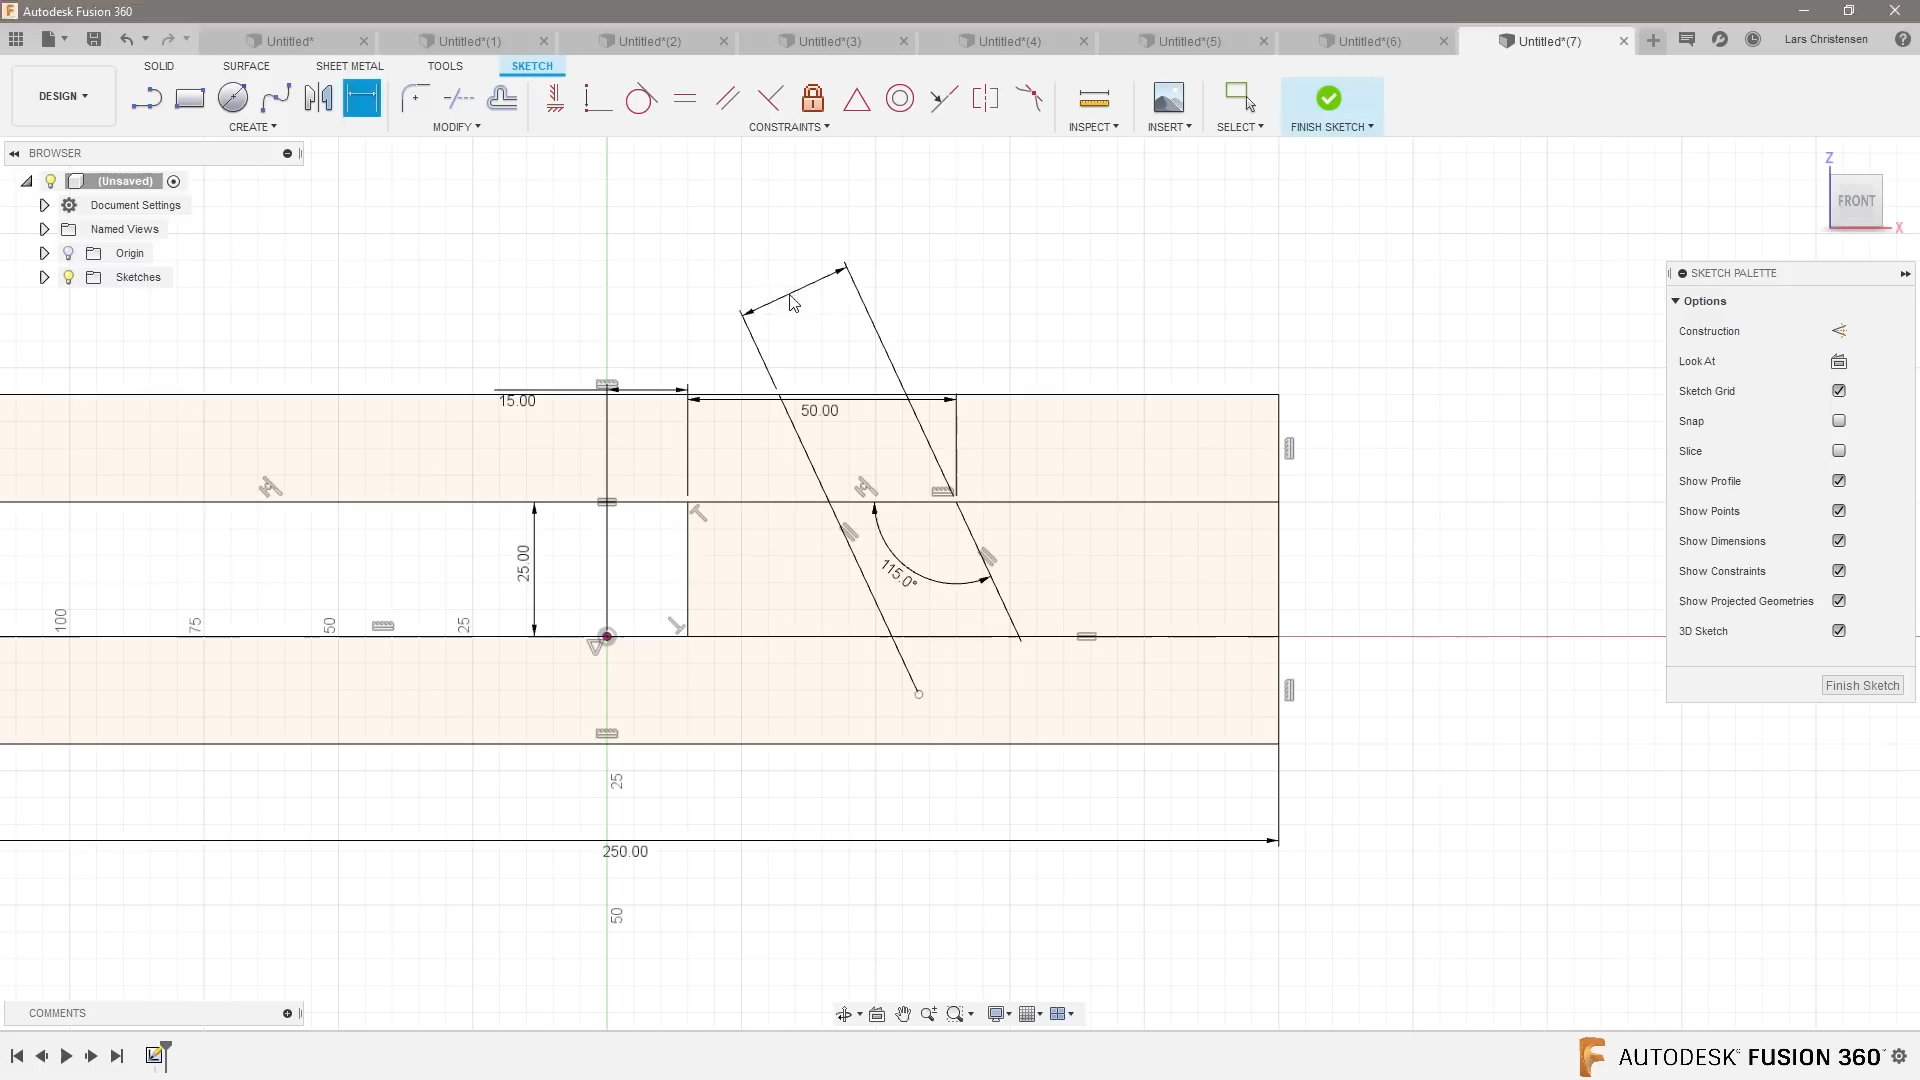 Autodesk Fusion 360
Untitled*
Untitled*(1)
Untitled*(2)
Untitled*(3)
Untitled*(4)
Untitled*(5)
Untitled*(6)
Untitled*(7)
Lars Christensen
SOLID
SURFACE
SHEET METAL
TOOLS
SKETCH
DESIGN
CREATE
MODIFY
CONSTRAINTS
INSPECT
INSERT
SELECT
FINISH SKETCH
BROWSER
(Unsaved)
Document Settings
Named Views
Origin
Sketches
Z
FRONT
X
SKETCH PALETTE
Options
Construction
Look At
Sketch Grid
Snap
Slice
Show Profile
Show Points
Show Dimensions
Show Constraints
Show Projected Geometries
3D Sketch
Finish Sketch
15.00
50.00
25.00
115.0°
100
75
50
25
25
250.00
50
COMMENTS
AUTODESK FUSION 360